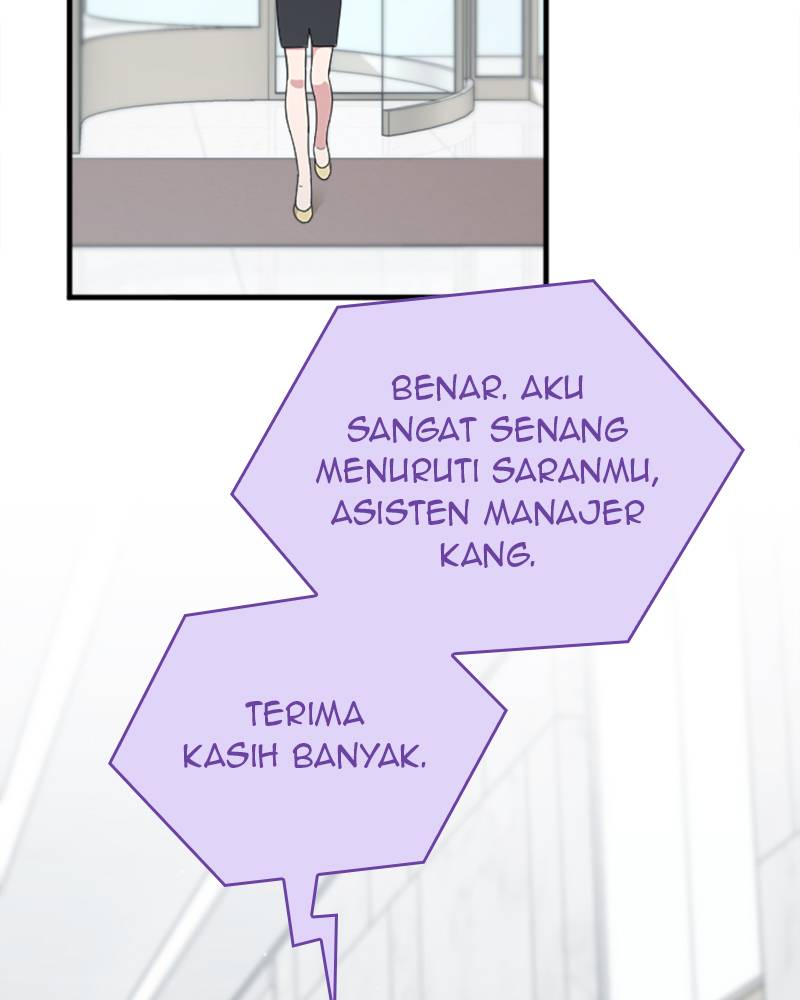 BENAR. AKU
SANGAT SENANG
MENURUTI SARANMU,
ASISTEN MANAJER
KANG.
TERIMA
KASIH BANYAK.